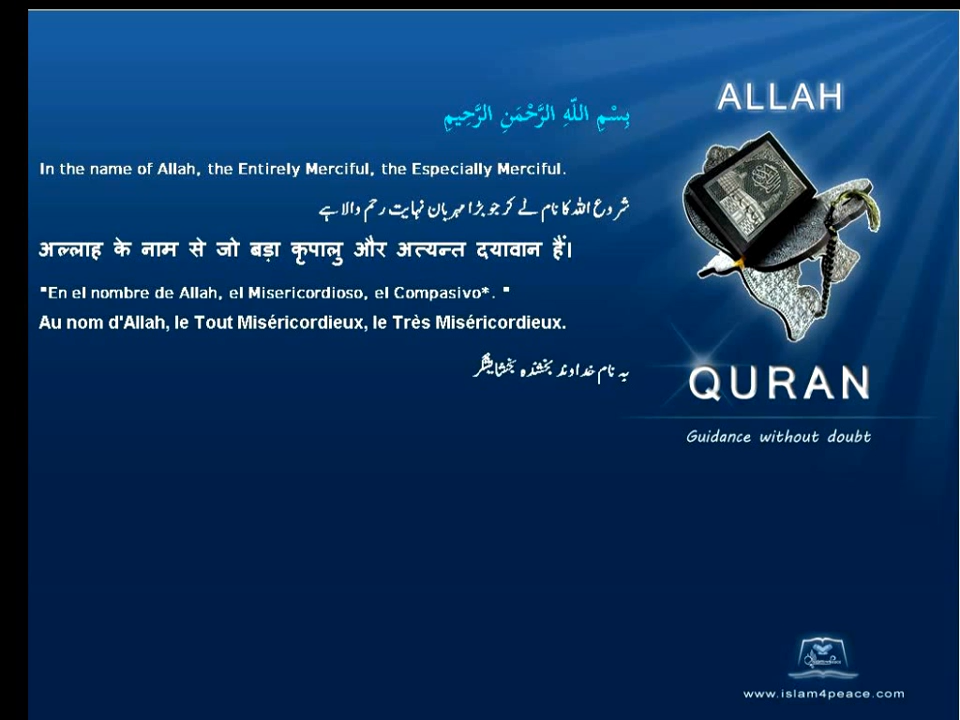 بِسْمِ اللّهِ الرَّحْمَنِ الرَّحِيمِ
In the name of Allah, the Entirely Merciful, the Especially Merciful.
شروع الله کا نام لے کر جو بڑا مہربان نہایت رحم والا ہے
अल्लाह के नाम से जो बड़ा कृपालु और अत्यन्त दयावान हैं।
"En el nombre de Allah, el Misericordioso, el Compasivo*. "
Au nom d'Allah, le Tout Miséricordieux, le Très Miséricordieux.
به نام خداوند بخشنده بخشایشگر
ALLAH
QURAN
Guidance without doubt
www.islam4peace.com